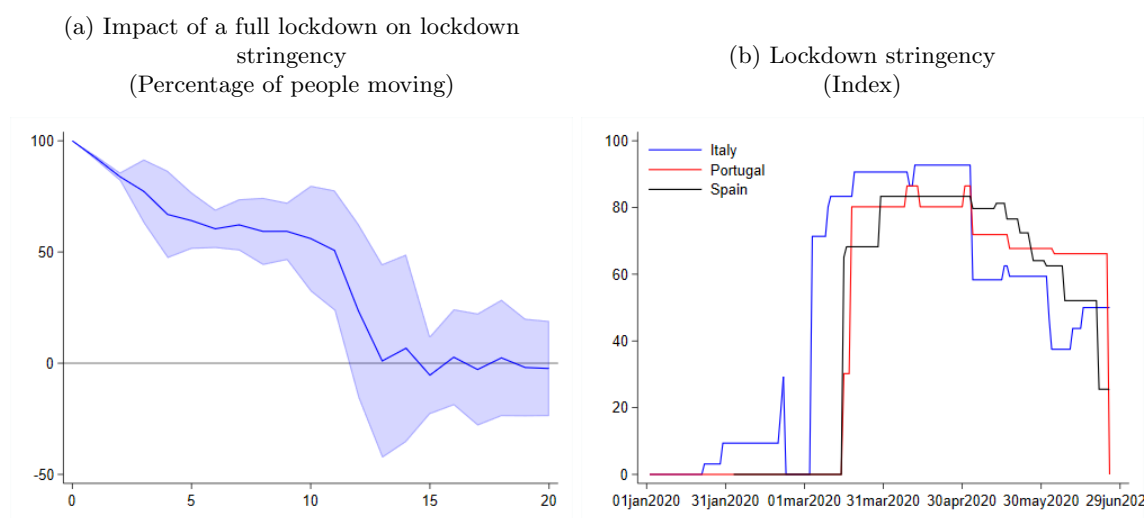 (a) Impact of a full lockdown on lockdown
stringency
(Percentage of people moving)
100
50
0
-50
0 5 10 15 20
(b) Lockdown stringency
(Index)
Italy
Portugal
Spain
100
80
60
40
20
0
01jan2020 31jan2020 01mar2020 31mar2020 30apr2020 30may2020 29jun202